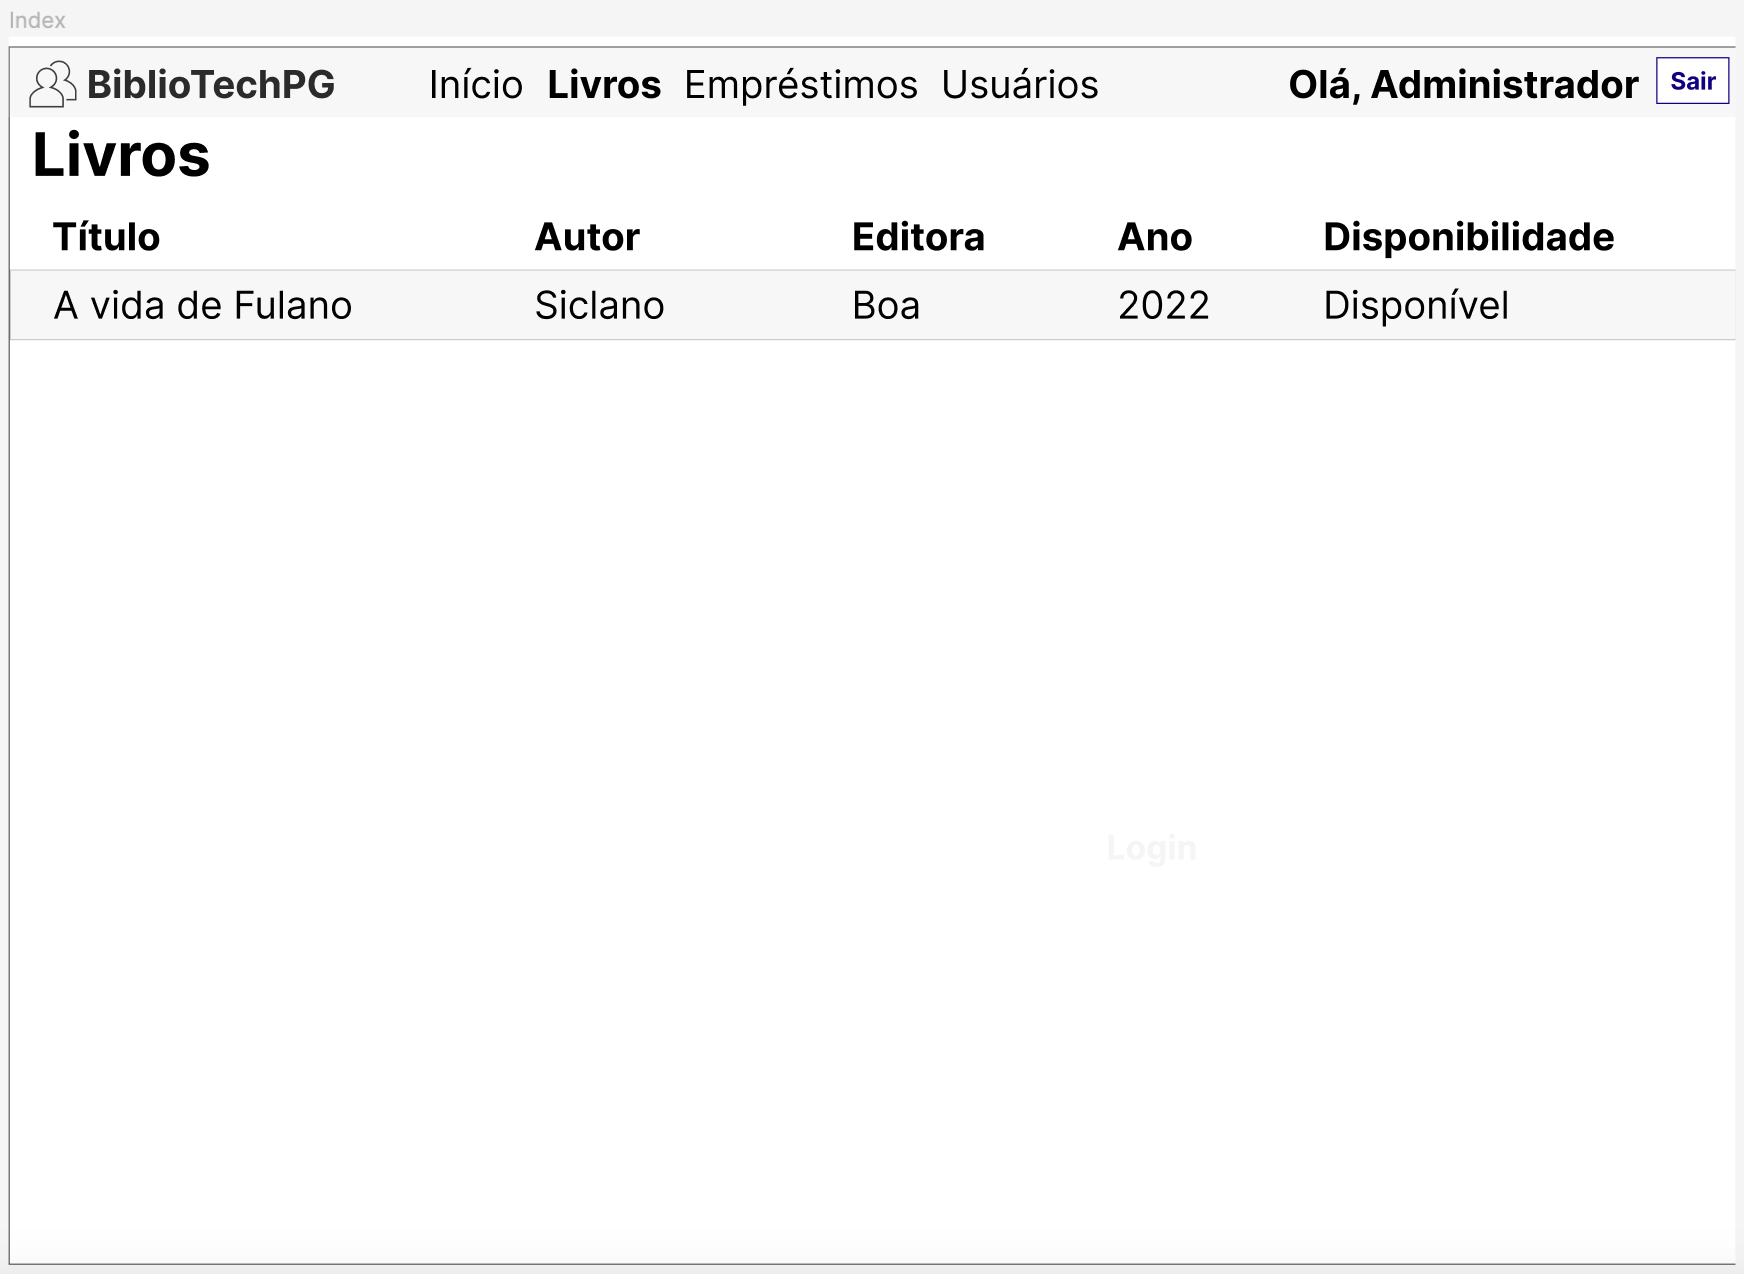 Index
BiblioTechPG Início Livros Empréstimos Usuários Olá, Administrador Sair
Livros
Título Autor Editora Ano Disponibilidade
A vida de Fulano Siclano Boa 2022 Disponível
Login